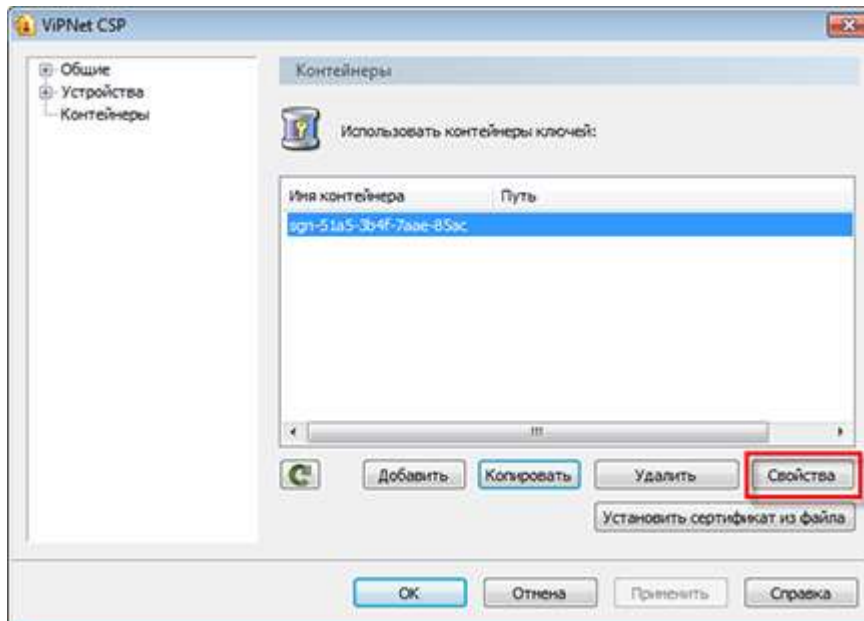 ViPNet CSP
Общие
Устройства
Контейнеры
Контейнеры
Использовать контейнеры ключей:
Имя контейнера Путь
sgn-51a5-3b4f-7aae-85ac
Добавить Копировать Удалить Свойства
Установить сертификат из файла
OK Отмена Применить Справка